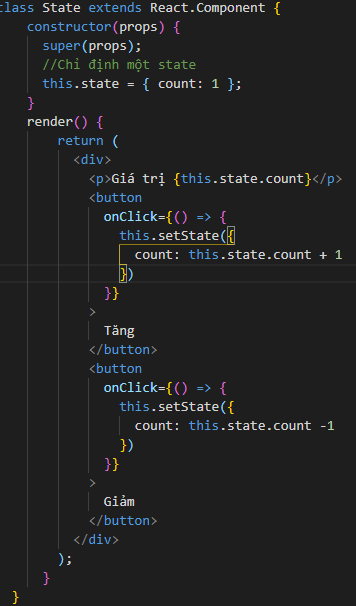 class State extends React.Component {
constructor(props) {
super(props);
//Chỉ định một state
this.state = { count: 1 };
}
render() {
return (
<div>
<p>Giá trị {this.state.count}</p>
<button
onClick={() => {
this.setState({
count: this.state.count + 1
})
}}
>
Tăng
</button>
<button
onClick={() => {
this.setState({
count: this.state.count -1
})
}}
>
Giảm
</button>
</div>
);
}
}